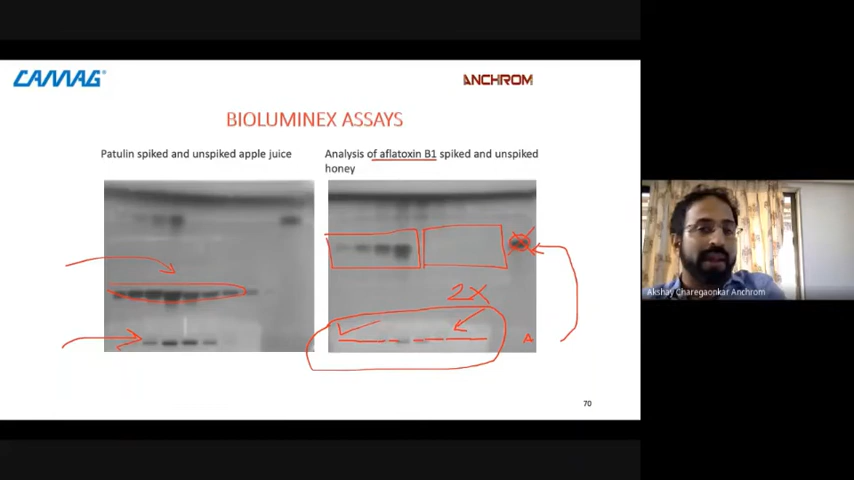 CAMAG®
ANCHROM
BIOLUMINEX ASSAYS
Patulin spiked and unspiked apple juice
Analysis of aflatoxin B1 spiked and unspiked
honey
2X
A
70
Akshay Charegaonkar Anchrom